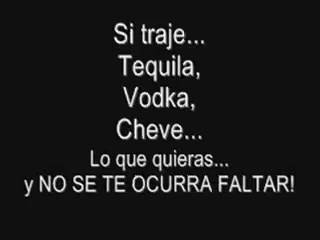 Si traje...
Tequila,
Vodka,
Cheve...
Lo que quieras...
y NO SE TE OCURRA FALTAR!